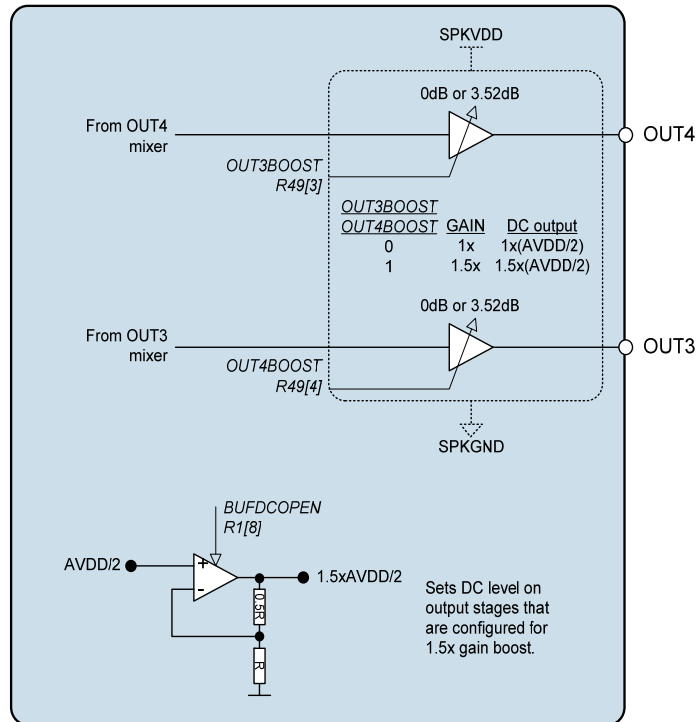 SPKVDD
0dB or 3.52dB
From OUT4
mixer
OUT4
OUT3BOOST
R49[3]
OUT3BOOST
OUT4BOOST GAIN DC output
0 1x 1x(AVDD/2)
1 1.5x 1.5x(AVDD/2)
0dB or 3.52dB
From OUT3
mixer
OUT3
OUT4BOOST
R49[4]
SPKGND
BUFDCOPEN
R1[8]
AVDD/2
+
-
1.5xAVDD/2
0.5R
R
Sets DC level on
output stages that
are configured for
1.5x gain boost.